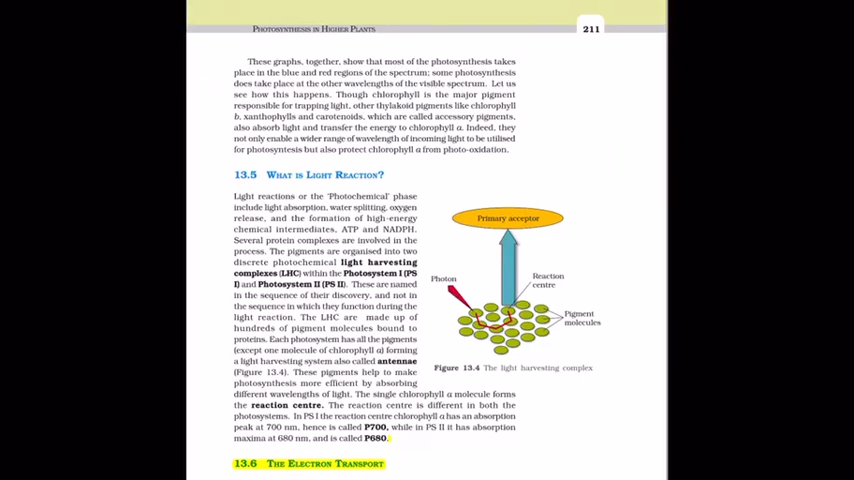 PHOTOSYNTHESIS IN HIGHER PLANTS
211
These graphs, together, show that most of the photosynthesis takes
place in the blue and red regions of the spectrum; some photosynthesis
does take place at the other wavelengths of the visible spectrum. Let us
see how this happens. Though chlorophyll is the major pigment
responsible for trapping light, other thylakoid pigments like chlorophyll
b, xanthophylls and carotenoids, which are called accessory pigments,
also absorb light and transfer the energy to chlorophyll a. Indeed, they
not only enable a wider range of wavelength of incoming light to be utilised
for photosyntesis but also protect chlorophyll a from photo-oxidation.
13.5 WHAT IS LIGHT REACTION?
Light reactions or the 'Photochemical' phase
include light absorption, water splitting, oxygen
release, and the formation of high-energy
chemical intermediates, ATP and NADPH.
Several protein complexes are involved in the
process. The pigments are organised into two
discrete photochemical light harvesting
complexes (LHC) within the Photosystem I (PS
I) and Photosystem II (PS II). These are named
in the sequence of their discovery, and not in
the sequence in which they function during the
light reaction. The LHC are made up of
hundreds of pigment molecules bound to
proteins. Each photosystem has all the pigments
(except one molecule of chlorophyll a) forming
a light harvesting system also called antennae
(Figure 13.4). These pigments help to make
photosynthesis more efficient by absorbing
different wavelengths of light. The single chlorophyll a molecule forms
the reaction centre. The reaction centre is different in both the
photosystems. In PS I the reaction centre chlorophyll a has an absorption
peak at 700 nm, hence is called P700, while in PS II it has absorption
maxima at 680 nm, and is called P680.
Primary acceptor
Photon
Reaction
centre
Pigment
molecules
Figure 13.4 The light harvesting complex
13.6 THE ELECTRON TRANSPORT